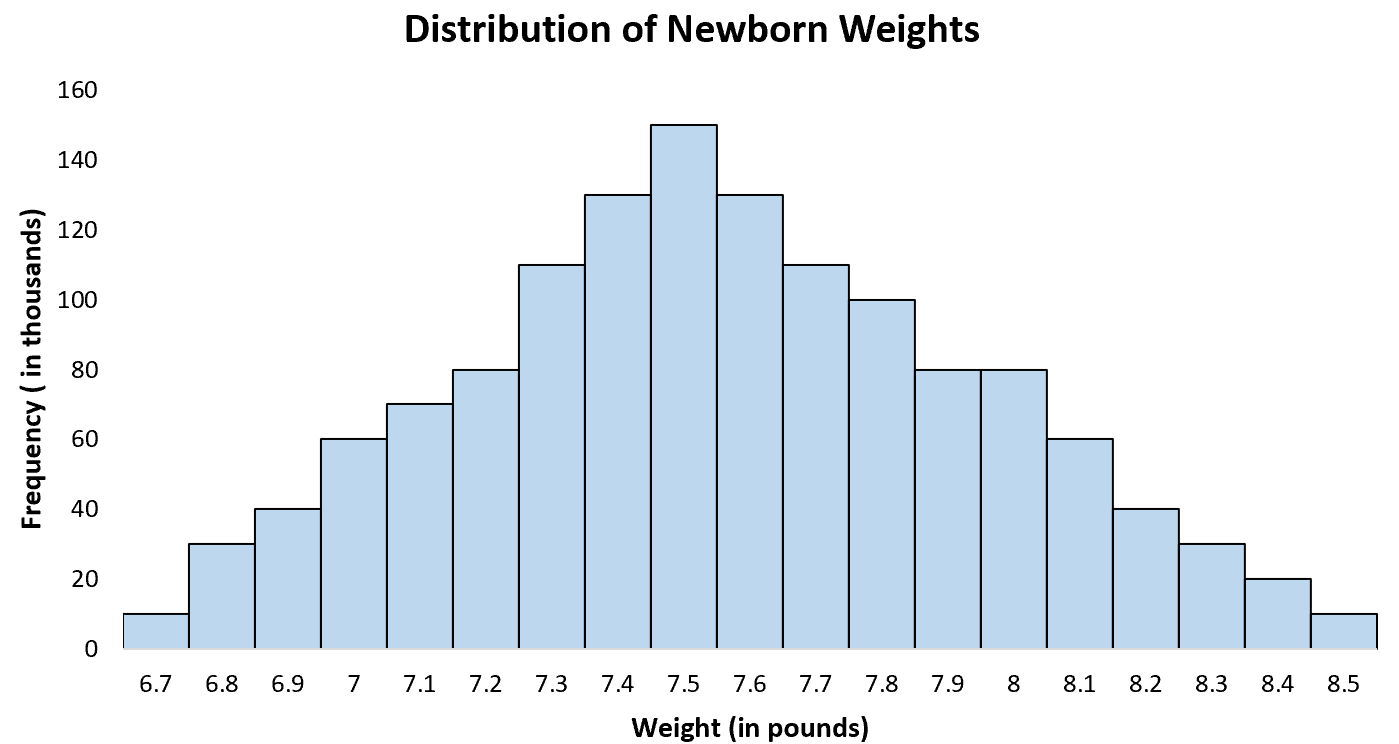 Distribution of Newborn Weights
160
140
120
100
80
60
40
20
0
Frequency ( in thousands)
6.7 6.8 6.9 7 7.1 7.2 7.3 7.4 7.5 7.6 7.7 7.8 7.9 8 8.1 8.2 8.3 8.4 8.5
Weight (in pounds)